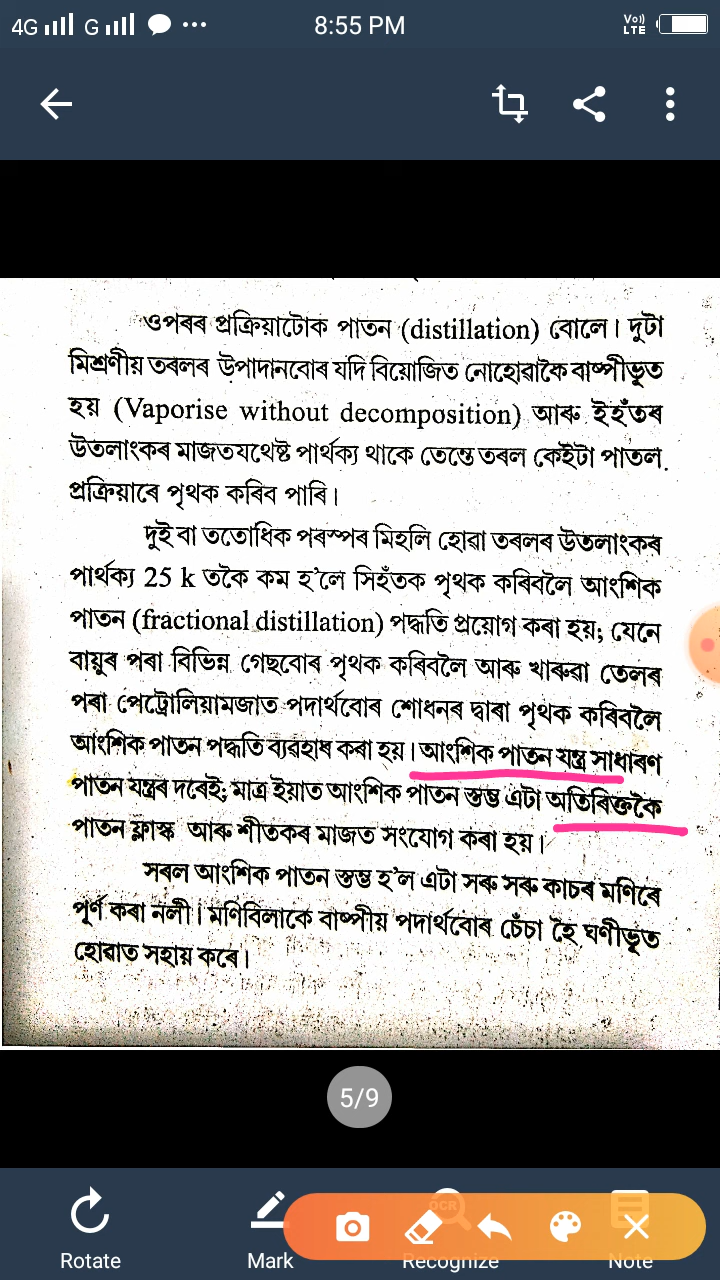 4G G ... 8:55 PM Vo)) LTE
ওপৰৰ প্ৰক্ৰিয়াটোক পাতন (distillation) বোলে। দুটা
মিশ্ৰণীয় তৰলৰ উপাদানবোৰ যদি বিয়োজিত নোহোৱাকৈ বাষ্পীভূত
হয় (Vaporise without decomposition) আৰু ইহঁতৰ
উতলাংকৰ মাজতযথেষ্ট পাৰ্থক্য থাকে তেন্তে তৰল কেইটা পাতল
প্ৰক্ৰিয়াৰে পৃথক কৰিব পাৰি।
দুই বা ততোধিক পৰস্পৰ মিহলি হোৱা তৰলৰ উতলাংকৰ
পাৰ্থক্য 25 k তকৈ কম হ'লে সিহঁতক পৃথক কৰিবলৈ আংশিক
পাতন (fractional distillation) পদ্ধতি প্ৰয়োগ কৰা হয়; যেনে
বায়ুৰ পৰা বিভিন্ন গেছবোৰ পৃথক কৰিবলৈ আৰু খাৰুৱা তেলৰ
পৰা পেট্ৰোলিয়ামজাত পদাৰ্থবোৰ শোধনৰ দ্বাৰা পৃথক কৰিবলৈ
আংশিক পাতন পদ্ধতি ব্যৱহাৰ কৰা হয়। আংশিক পাতন যন্ত্ৰ সাধাৰণ
পাতন যন্ত্ৰৰ দৰেই; মাত্ৰ ইয়াত আংশিক পাতন স্তম্ভ এটা অতিৰিক্তকৈ
পাতন ফ্লাস্ক আৰু শীতকৰ মাজত সংযোগ কৰা হয়।
সৰল আংশিক পাতন স্তম্ভ হ'ল এটা সৰু সৰু কাচৰ মণিৰে
পূৰ্ণ কৰা নলী। মণিবিলাকে বাষ্পীয় পদাৰ্থবোৰ চেঁচা হৈ ঘণীভূত
হোৱাত সহায় কৰে।
5/9
OCR
Rotate Mark Recognize Note